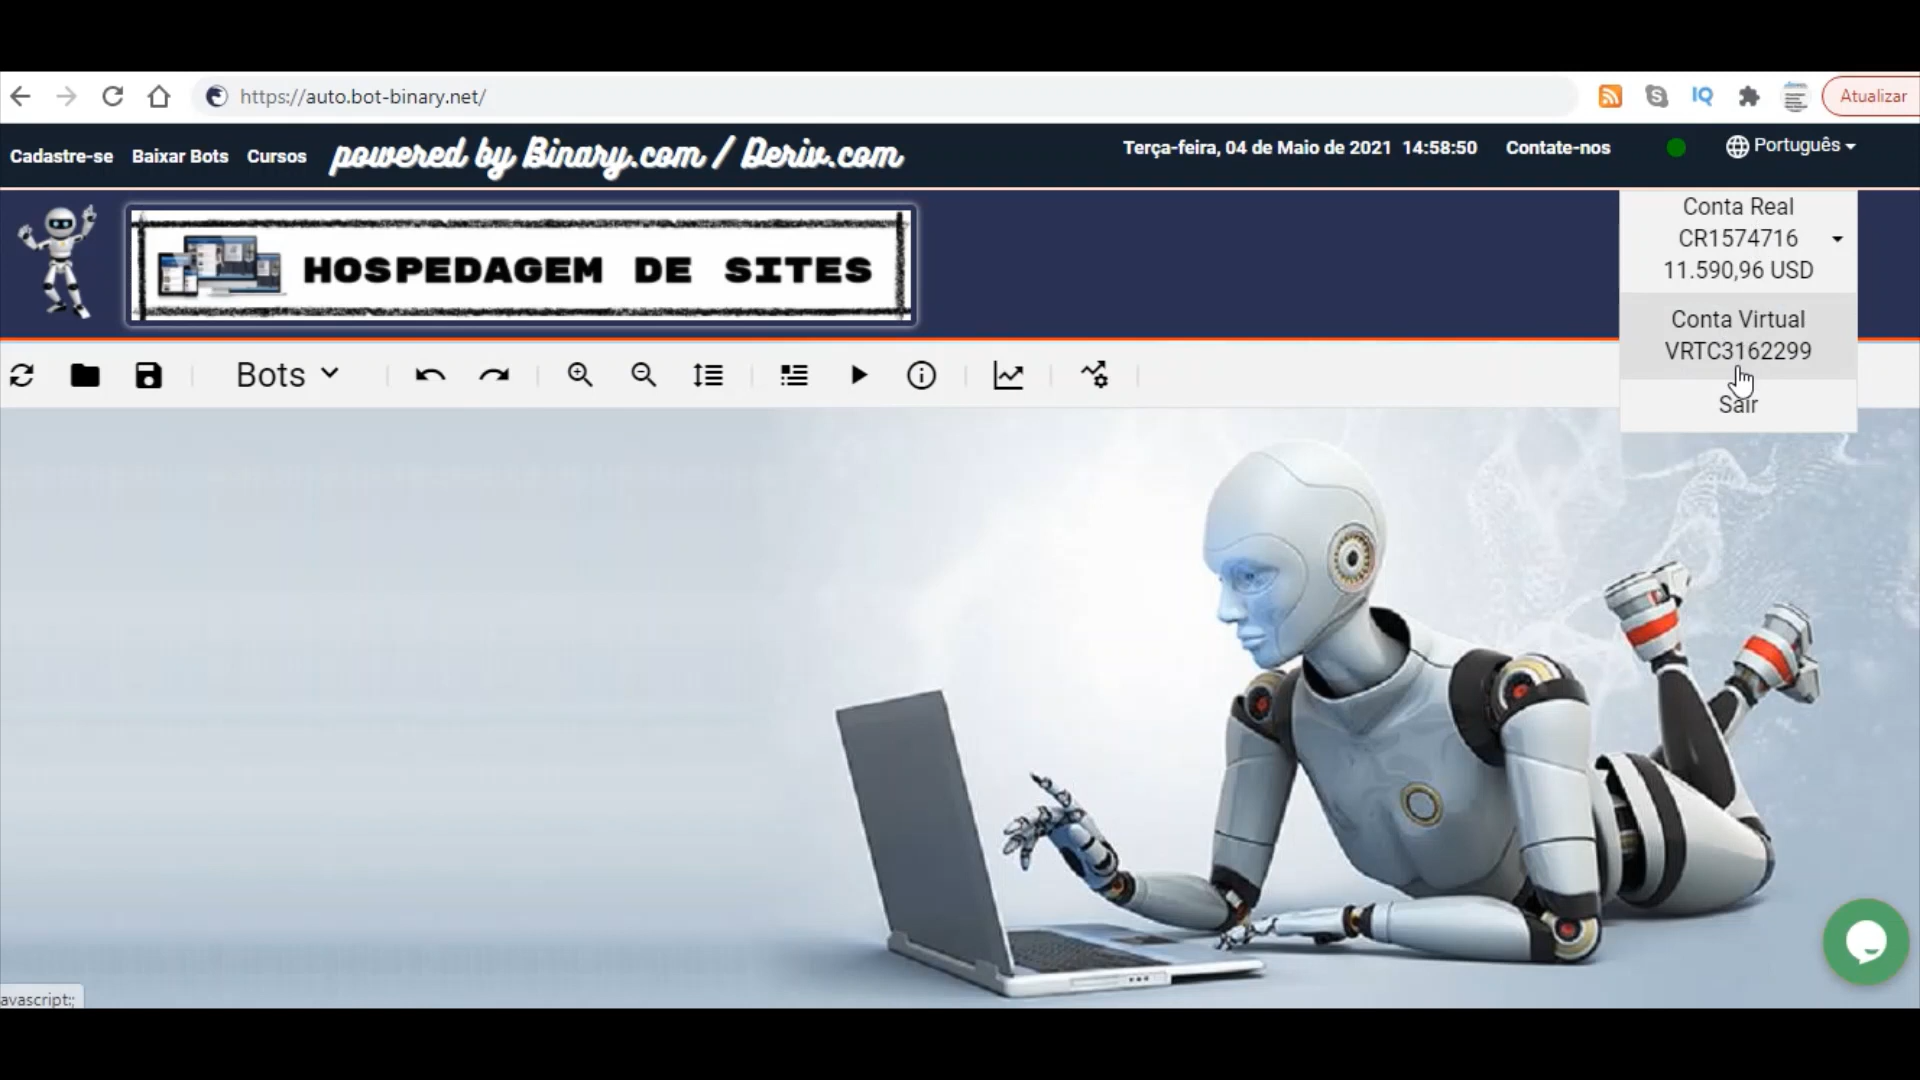 https://auto.bot-binary.net/
IQ
Atualizar
Cadastre-se Baixar Bots Cursos powered by Binary.com / Deriv.com Terça-feira, 04 de Maio de 2021 14:58:50 Contate-nos Português
HOSPEDAGEM DE SITES
Conta Real
CR1574716
11.590,96 USD
Conta Virtual
VRTC3162299
Sair
Bots
avascript:;